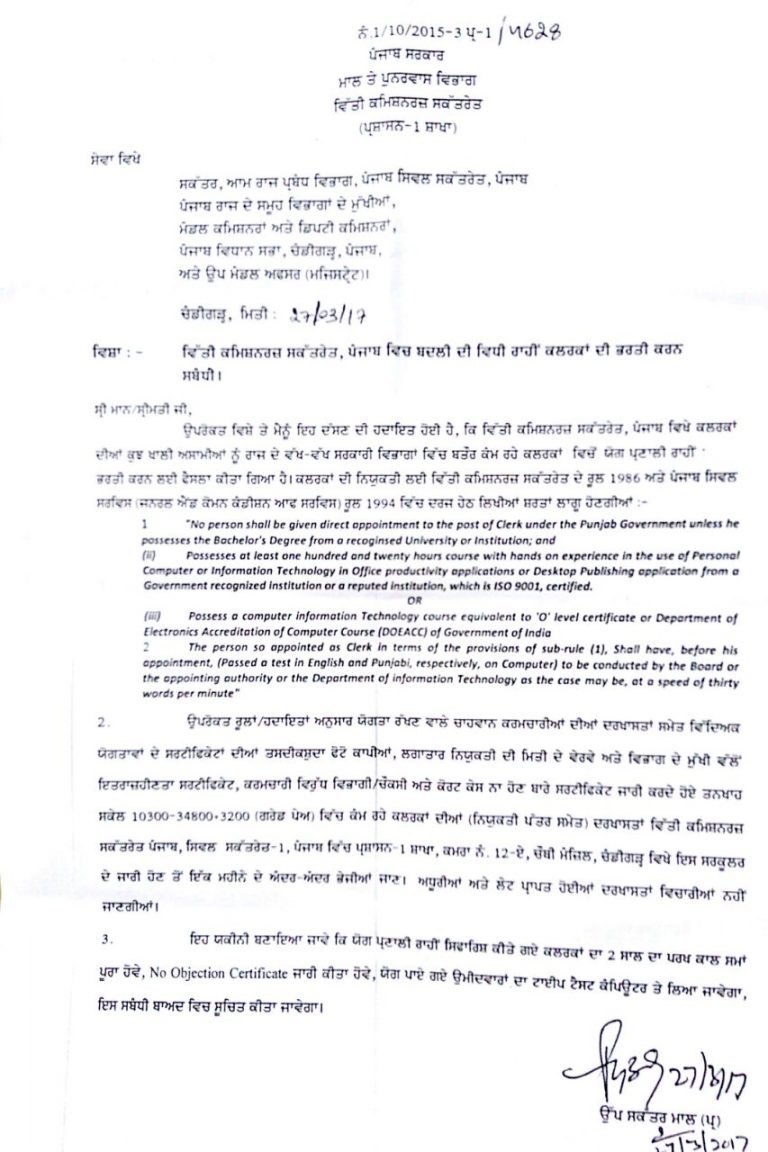 ਨੰ.1/10/2015-3 ਪ੍ਰ-1/4628
ਪੰਜਾਬ ਸਰਕਾਰ
ਮਾਲ ਤੇ ਪੁਨਰਵਾਸ ਵਿਭਾਗ
ਵਿੱਤੀ ਕਮਿਸ਼ਨਰਜ਼ ਸਕੱਤਰੇਤ
(ਪ੍ਰਸ਼ਾਸਨ-1 ਸ਼ਾਖਾ)
ਸੇਵਾ ਵਿਖੇ
ਸਕੱਤਰ, ਆਮ ਰਾਜ ਪ੍ਰਬੰਧ ਵਿਭਾਗ, ਪੰਜਾਬ ਸਿਵਲ ਸਕੱਤਰੇਤ, ਪੰਜਾਬ
ਪੰਜਾਬ ਰਾਜ ਦੇ ਸਮੂਹ ਵਿਭਾਗਾਂ ਦੇ ਮੁੱਖੀਆਂ,
ਮੰਡਲ ਕਮਿਸ਼ਨਰਾਂ ਅਤੇ ਡਿਪਟੀ ਕਮਿਸ਼ਨਰਾਂ,
ਪੰਜਾਬ ਵਿਧਾਨ ਸਭਾ, ਚੰਡੀਗੜ੍ਹ, ਪੰਜਾਬ,
ਅਤੇ ਉਪ ਮੰਡਲ ਅਫਸਰ (ਮਜਿਸਟ੍ਰੇਟ)।
ਚੰਡੀਗੜ੍ਹ, ਮਿਤੀ : 27/03/17
ਵਿਸ਼ਾ : - ਵਿੱਤੀ ਕਮਿਸ਼ਨਰਜ਼ ਸਕੱਤਰੇਤ, ਪੰਜਾਬ ਵਿਚ ਬਦਲੀ ਦੀ ਵਿਧੀ ਰਾਹੀਂ ਕਲਰਕਾਂ ਦੀ ਭਰਤੀ ਕਰਨ
ਸਬੰਧੀ।
ਸ੍ਰੀ ਮਾਨ/ਸ੍ਰੀਮਤੀ ਜੀ,
ਉਪਰੋਕਤ ਵਿਸ਼ੇ ਤੇ ਮੈਨੂੰ ਇਹ ਦੱਸਣ ਦੀ ਹਦਾਇਤ ਹੋਈ ਹੈ, ਕਿ ਵਿੱਤੀ ਕਮਿਸ਼ਨਰਜ਼ ਸਕੱਤਰੇਤ, ਪੰਜਾਬ ਵਿਖੇ ਕਲਰਕਾਂ
ਦੀਆਂ ਕੁਝ ਖਾਲੀ ਅਸਾਮੀਆਂ ਨੂੰ ਰਾਜ ਦੇ ਵੱਖ-ਵੱਖ ਸਰਕਾਰੀ ਵਿਭਾਗਾਂ ਵਿੱਚ ਬਤੌਰ ਕੰਮ ਰਹੇ ਕਲਰਕਾਂ ਵਿਚੋਂ ਯੋਗ ਪ੍ਰਣਾਲੀ ਰਾਹੀਂ
ਭਰਤੀ ਕਰਨ ਲਈ ਫੈਸਲਾ ਕੀਤਾ ਗਿਆ ਹੈ। ਕਲਰਕਾਂ ਦੀ ਨਿਯੁਕਤੀ ਲਈ ਵਿੱਤੀ ਕਮਿਸ਼ਨਰਜ਼ ਸਕੱਤਰੇਤ ਦੇ ਰੂਲ 1986 ਅਤੇ ਪੰਜਾਬ ਸਿਵਲ
ਸਰਵਿਸ (ਜਨਰਲ ਐਂਡ ਕੋਮਨ ਕੰਡੀਸ਼ਨ ਆਫ ਸਰਵਿਸ) ਰੂਲ 1994 ਵਿੱਚ ਦਰਜ ਹੇਠ ਲਿਖੀਆਂ ਸ਼ਰਤਾਂ ਲਾਗੂ ਹੋਣਗੀਆਂ :-
1 "No person shall be given direct appointment to the post of Clerk under the Punjab Government unless he
possesses the Bachelor's Degree from a recoginsed University or Institution; and
(ii) Possesses at least one hundred and twenty hours course with hands on experience in the use of Personal
Computer or Information Technology in Office productivity applications or Desktop Publishing application from a
Government recognized institution or a reputed institution, which is ISO 9001, certified.
OR
(iii) Possess a computer information Technology course equivalent to 'O' level certificate or Department of
Electronics Accreditation of Computer Course (DOEACC) of Government of India
2 The person so appointed as Clerk in terms of the provisions of sub-rule (1), Shall have, before his
appointment, (Passed a test in English and Punjabi, respectively, on Computer) to be conducted by the Board or
the appointing authority or the Department of information Technology as the case may be, at a speed of thirty
words per minute"
2. ਉਪਰੋਕਤ ਰੂਲਾਂ/ਹਦਾਇਤਾਂ ਅਨੁਸਾਰ ਯੋਗਤਾ ਰੱਖਣ ਵਾਲੇ ਚਾਹਵਾਨ ਕਰਮਚਾਰੀਆਂ ਦੀਆਂ ਦਰਖਾਸਤਾਂ ਸਮੇਤ ਵਿੱਦਿਅਕ
ਯੋਗਤਾਵਾਂ ਦੇ ਸਰਟੀਫਿਕੇਟਾਂ ਦੀਆਂ ਤਸਦੀਕਸ਼ੁਦਾ ਫੋਟੋ ਕਾਪੀਆਂ, ਲਗਾਤਾਰ ਨਿਯੁਕਤੀ ਦੀ ਮਿਤੀ ਦੇ ਵੇਰਵੇ ਅਤੇ ਵਿਭਾਗ ਦੇ ਮੁੱਖੀ ਵੱਲੋਂ
ਇਤਰਾਜ਼ਹੀਣਤਾ ਸਰਟੀਫਿਕੇਟ, ਕਰਮਚਾਰੀ ਵਿਰੁੱਧ ਵਿਭਾਗੀ/ਚੌਕਸੀ ਅਤੇ ਕੋਰਟ ਕੇਸ ਨਾ ਹੋਣ ਬਾਰੇ ਸਰਟੀਫਿਕੇਟ ਜਾਰੀ ਕਰਦੇ ਹੋਏ ਤਨਖਾਹ
ਸਕੇਲ 10300-34800+3200 (ਗਰੇਡ ਪੇਅ) ਵਿੱਚ ਕੰਮ ਰਹੇ ਕਲਰਕਾਂ ਦੀਆਂ (ਨਿਯੁਕਤੀ ਪੱਤਰ ਸਮੇਤ) ਦਰਖਾਸਤਾਂ ਵਿੱਤੀ ਕਮਿਸ਼ਨਰਜ਼
ਸਕੱਤਰੇਤ ਪੰਜਾਬ, ਸਿਵਲ ਸਕੱਤਰੇਤ-1, ਪੰਜਾਬ ਵਿੱਚ ਪ੍ਰਸ਼ਾਸਨ-1 ਸ਼ਾਖਾ, ਕਮਰਾ ਨੰ. 12-ਏ, ਚੌਥੀ ਮੰਜ਼ਿਲ, ਚੰਡੀਗੜ੍ਹ ਵਿਖੇ ਇਸ ਸਰਕੂਲਰ
ਦੇ ਜਾਰੀ ਹੋਣ ਤੋਂ ਇੱਕ ਮਹੀਨੇ ਦੇ ਅੰਦਰ-ਅੰਦਰ ਭੇਜੀਆਂ ਜਾਣ। ਅਧੂਰੀਆਂ ਅਤੇ ਲੇਟ ਪ੍ਰਾਪਤ ਹੋਈਆਂ ਦਰਖਾਸਤਾਂ ਵਿਚਾਰੀਆਂ ਨਹੀਂ
ਜਾਣਗੀਆਂ।
3. ਇਹ ਯਕੀਨੀ ਬਣਾਇਆ ਜਾਵੇ ਕਿ ਯੋਗ ਪ੍ਰਣਾਲੀ ਰਾਹੀਂ ਸਿਫਾਰਿਸ਼ ਕੀਤੇ ਗਏ ਕਲਰਕਾਂ ਦਾ 2 ਸਾਲ ਦਾ ਪਰਖ ਕਾਲ ਸਮਾਂ
ਪੂਰਾ ਹੋਵੇ, No Objection Certificate ਜਾਰੀ ਕੀਤਾ ਹੋਵੇ, ਯੋਗ ਪਾਏ ਗਏ ਉਮੀਦਵਾਰਾਂ ਦਾ ਟਾਈਪ ਟੈਸਟ ਕੰਪਿਊਟਰ ਤੇ ਲਿਆ ਜਾਵੇਗਾ,
ਇਸ ਸਬੰਧੀ ਬਾਅਦ ਵਿਚ ਸੂਚਿਤ ਕੀਤਾ ਜਾਵੇਗਾ।
27/3/17
ਉੱਪ ਸਕੱਤਰ ਮਾਲ (ਪ੍ਰ)
27/3/2017